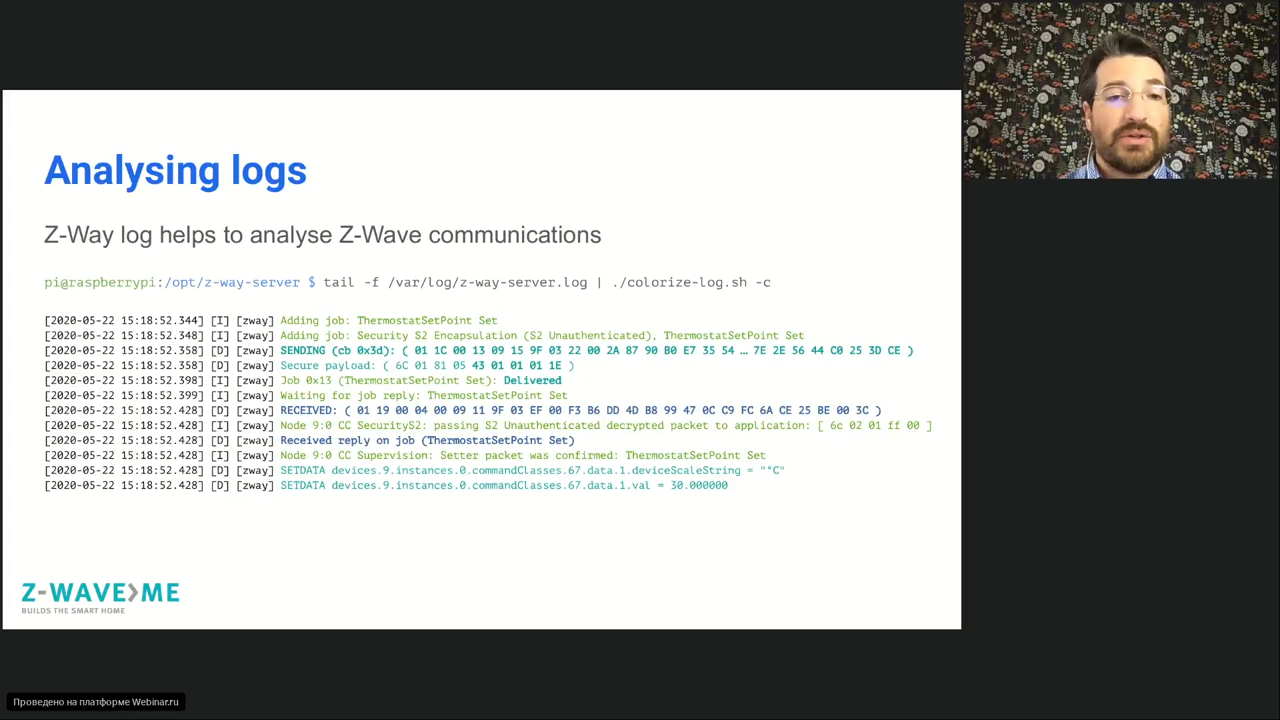 Analysing logs
Z-Way log helps to analyse Z-Wave communications
pi@raspberrypi:/opt/z-way-server $ tail -f /var/log/z-way-server.log | ./colorize-log.sh -c
[2020-05-22 15:18:52.344] [I] [zway] Adding job: ThermostatSetPoint Set
[2020-05-22 15:18:52.348] [I] [zway] Adding job: Security S2 Encapsulation (S2 Unauthenticated), ThermostatSetPoint Set
[2020-05-22 15:18:52.358] [D] [zway] SENDING (cb 0x3d): ( 01 1C 00 13 09 15 9F 03 22 00 2A 87 90 B0 E7 35 54 … 7E 2E 56 44 C0 25 3D CE )
[2020-05-22 15:18:52.358] [D] [zway] Secure payload: ( 6C 01 81 05 43 01 01 01 1E )
[2020-05-22 15:18:52.398] [I] [zway] Job 0x13 (ThermostatSetPoint Set): Delivered
[2020-05-22 15:18:52.399] [I] [zway] Waiting for job reply: ThermostatSetPoint Set
[2020-05-22 15:18:52.428] [D] [zway] RECEIVED: ( 01 19 00 04 00 09 11 9F 03 EF 00 F3 B6 DD 4D B8 99 47 0C C9 FC 6A CE 25 BE 00 3C )
[2020-05-22 15:18:52.428] [I] [zway] Node 9:0 CC SecurityS2: passing S2 Unauthenticated decrypted packet to application: [ 6c 02 01 ff 00 ]
[2020-05-22 15:18:52.428] [D] [zway] Received reply on job (ThermostatSetPoint Set)
[2020-05-22 15:18:52.428] [I] [zway] Node 9:0 CC Supervision: Setter packet was confirmed: ThermostatSetPoint Set
[2020-05-22 15:18:52.428] [D] [zway] SETDATA devices.9.instances.0.commandClasses.67.data.1.deviceScaleString = "°C"
[2020-05-22 15:18:52.428] [D] [zway] SETDATA devices.9.instances.0.commandClasses.67.data.1.val = 30.000000
Z-WAVE>ME
BUILDS THE SMART HOME
Проведено на платформе Webinar.ru